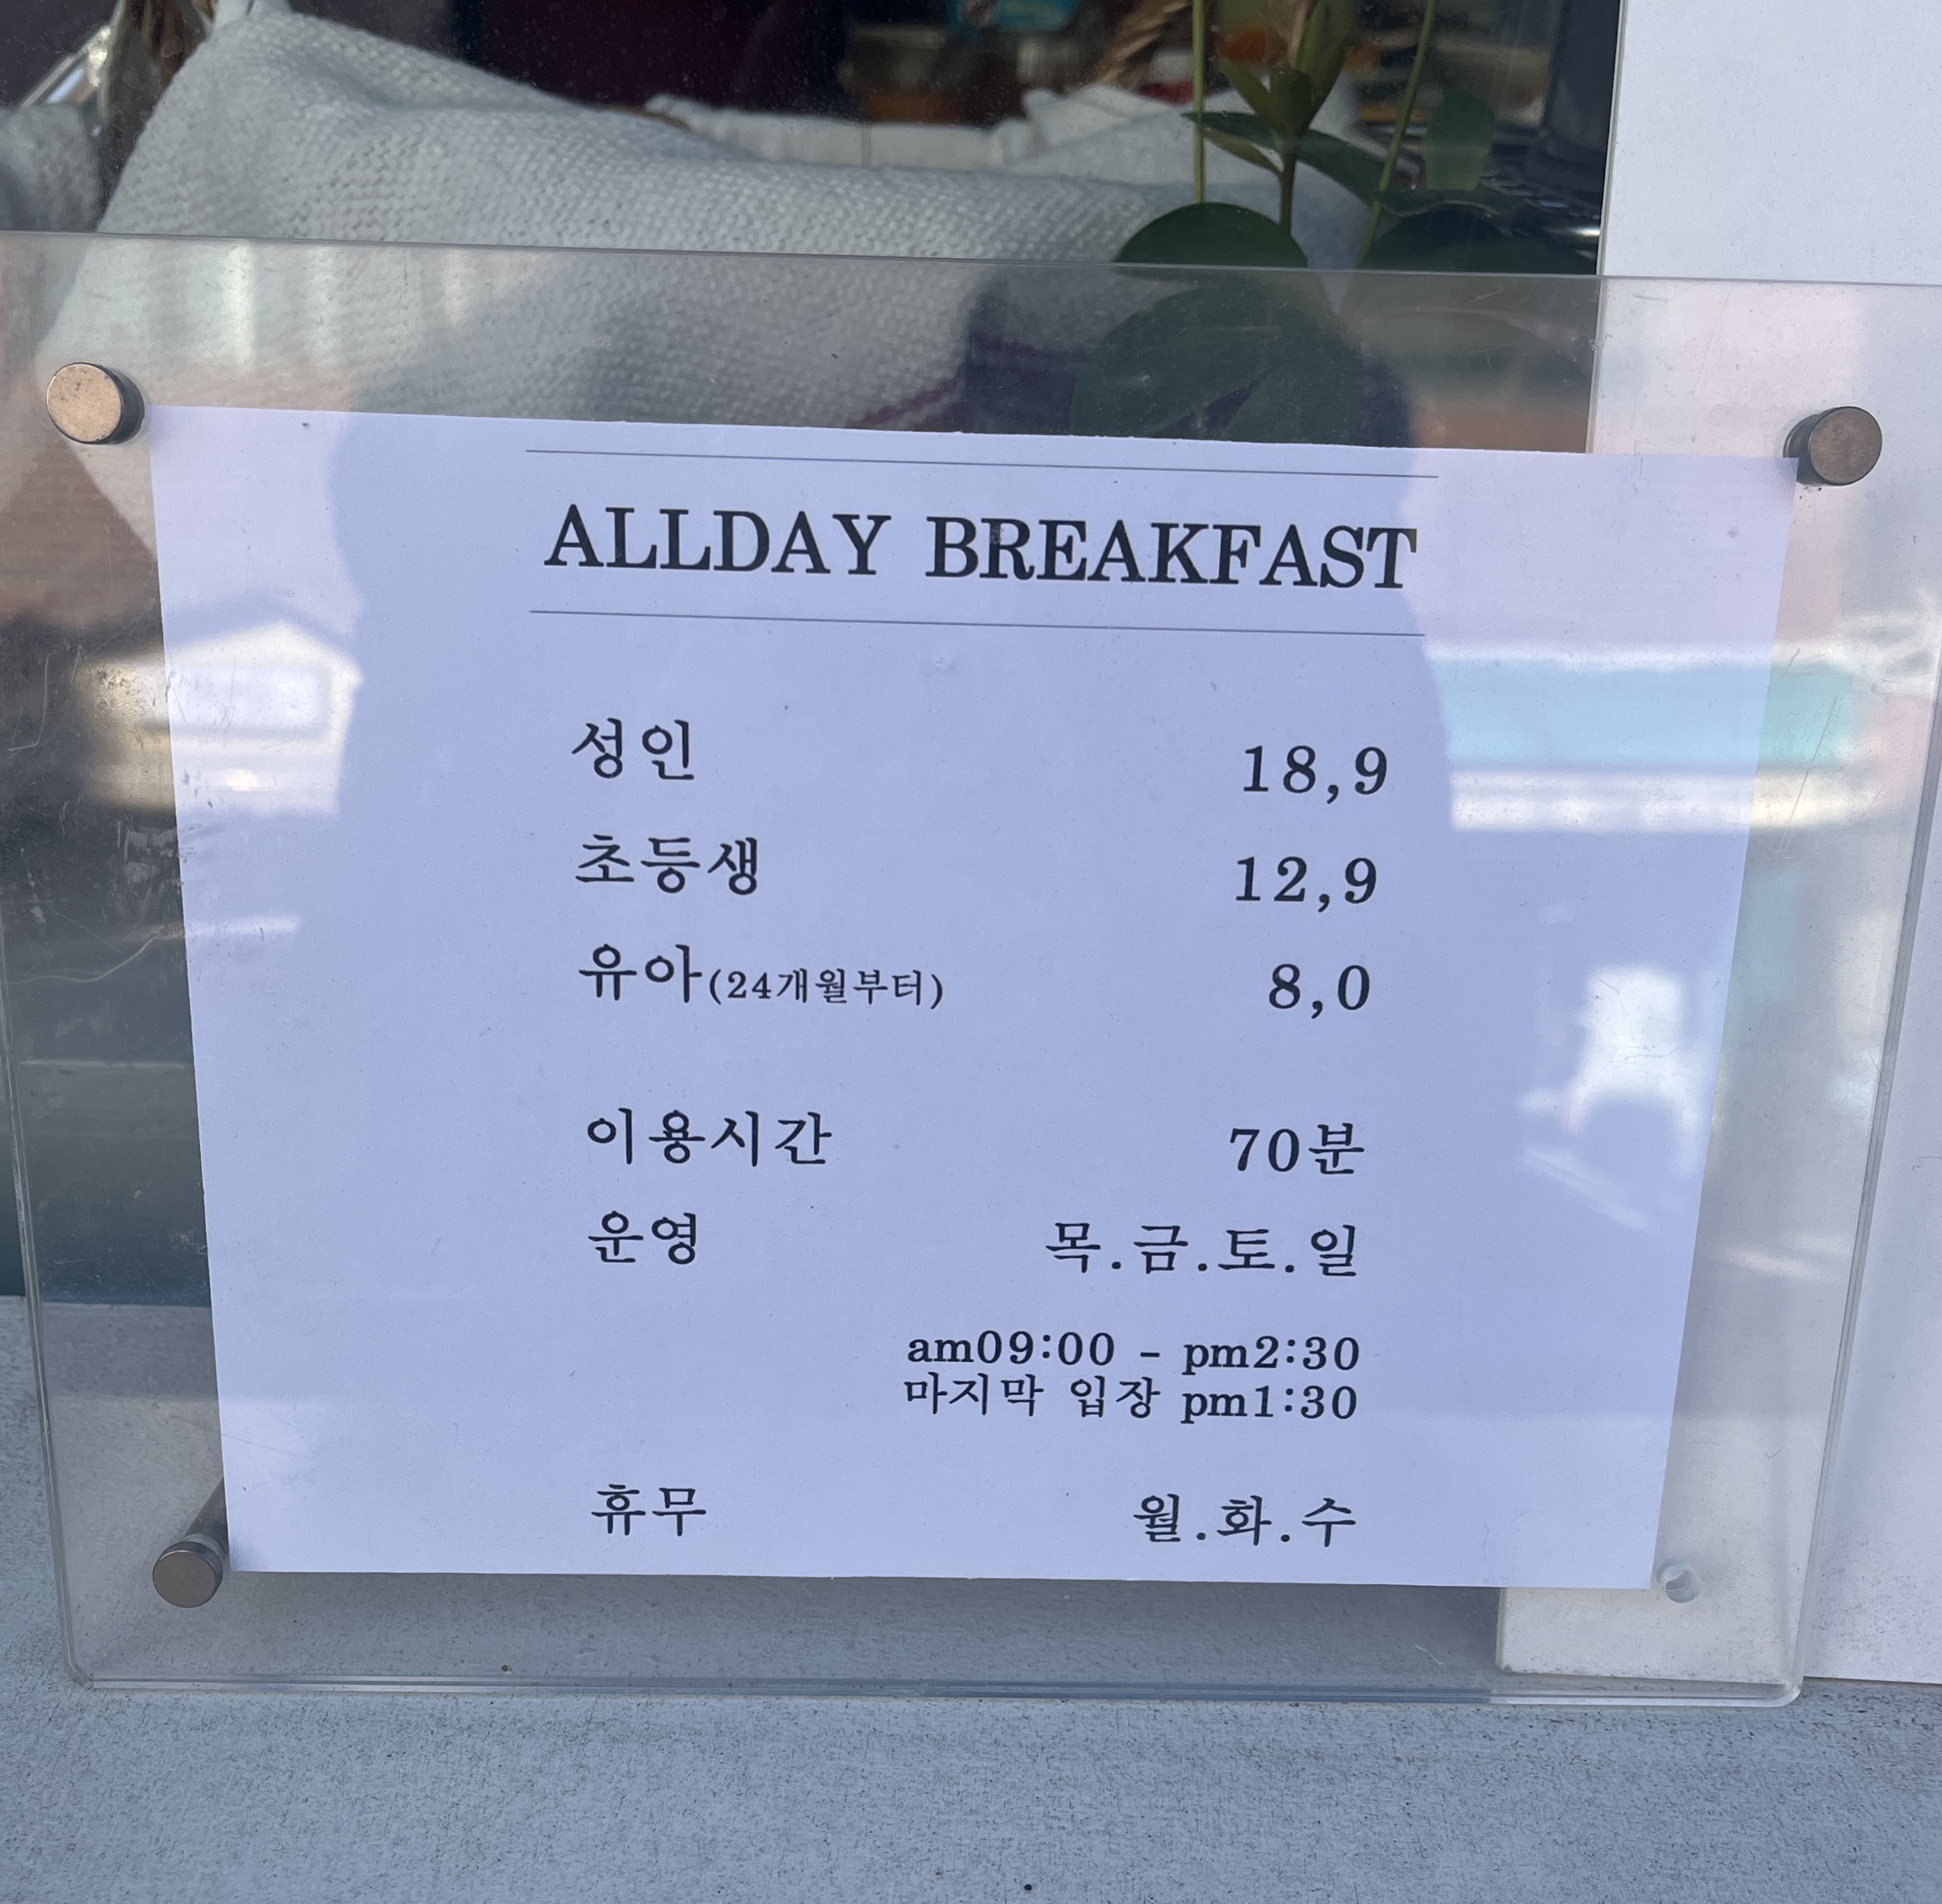 ALLDAY BREAKFAST
성인 18,9
초등생 12,9
유아(24개월부터) 8,0
이용시간 70분
운영 목.금.토.일
am09:00 - pm2:30
마지막 입장 pm1:30
휴무 월.화.수